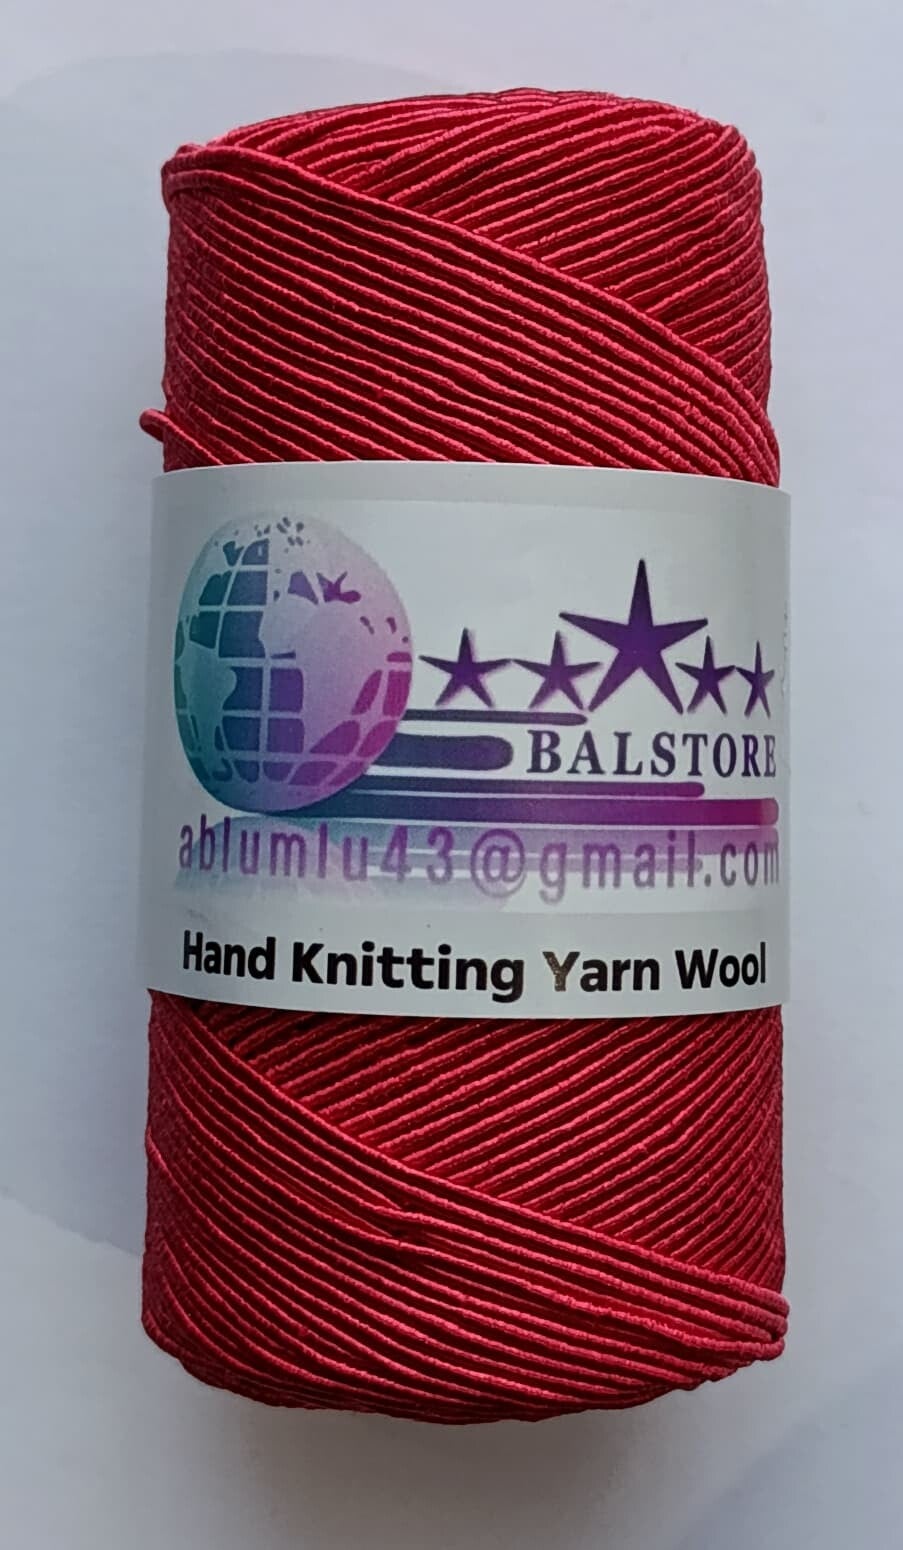 BALSTORE
ablumlu43@gmail.com
Hand Knitting Yarn Wool